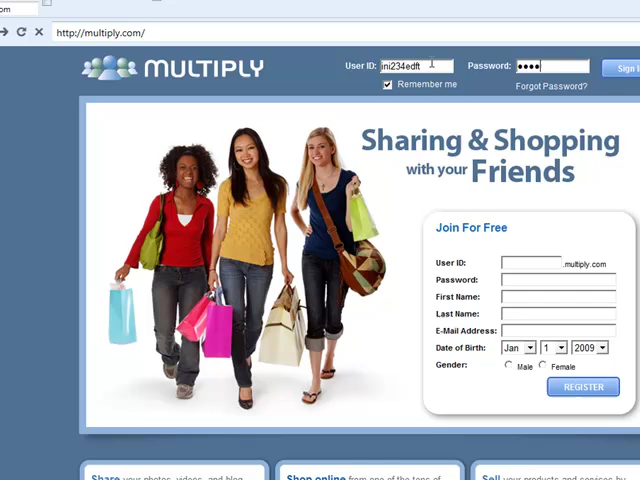 om
http://multiply.com/
MULTIPLY
User ID: ini234edft Password: ●●●● Sign I
Remember me Forgot Password?
Sharing & Shopping
with your Friends
Join For Free
User ID: .multiply.com
Password:
First Name:
Last Name:
E-Mail Address:
Date of Birth: Jan 1 2009
Gender: Male Female
REGISTER
Share your photos, videos, and blog
Shop online from one of the tens of
Sell your products and services by